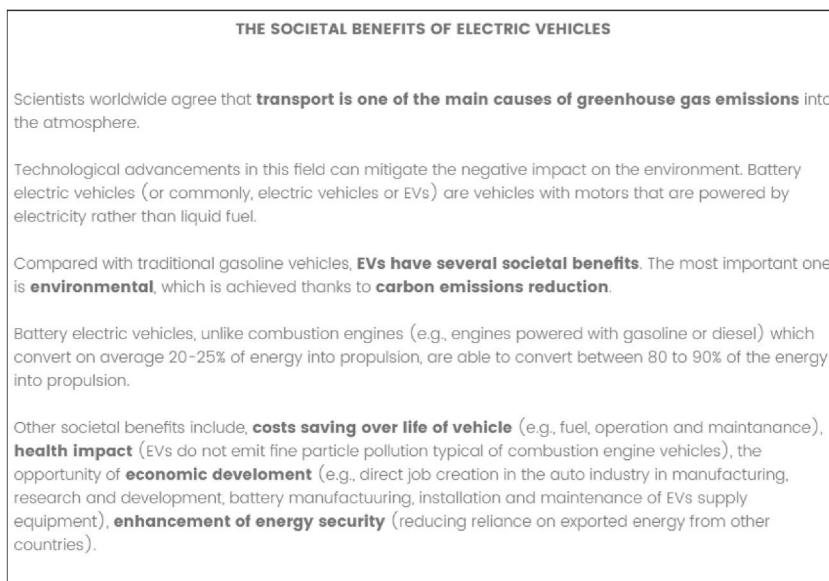 THE SOCIETAL BENEFITS OF ELECTRIC VEHICLES
Scientists worldwide agree that transport is one of the main causes of greenhouse gas emissions into
the atmosphere.
Technological advancements in this field can mitigate the negative impact on the environment. Battery
electric vehicles (or commonly, electric vehicles or EVs) are vehicles with motors that are powered by
electricity rather than liquid fuel.
Compared with traditional gasoline vehicles, EVs have several societal benefits. The most important one
is environmental, which is achieved thanks to carbon emissions reduction.
Battery electric vehicles, unlike combustion engines (e.g., engines powered with gasoline or diesel) which
convert on average 20-25% of energy into propulsion, are able to convert between 80 to 90% of the energy
into propulsion.
Other societal benefits include, costs saving over life of vehicle (e.g., fuel, operation and maintanance),
health impact (EVs do not emit fine particle pollution typical of combustion engine vehicles), the
opportunity of economic develoment (e.g., direct job creation in the auto industry in manufacturing,
research and development, battery manufactuuring, installation and maintenance of EVs supply
equipment), enhancement of energy security (reducing reliance on exported energy from other
countries).